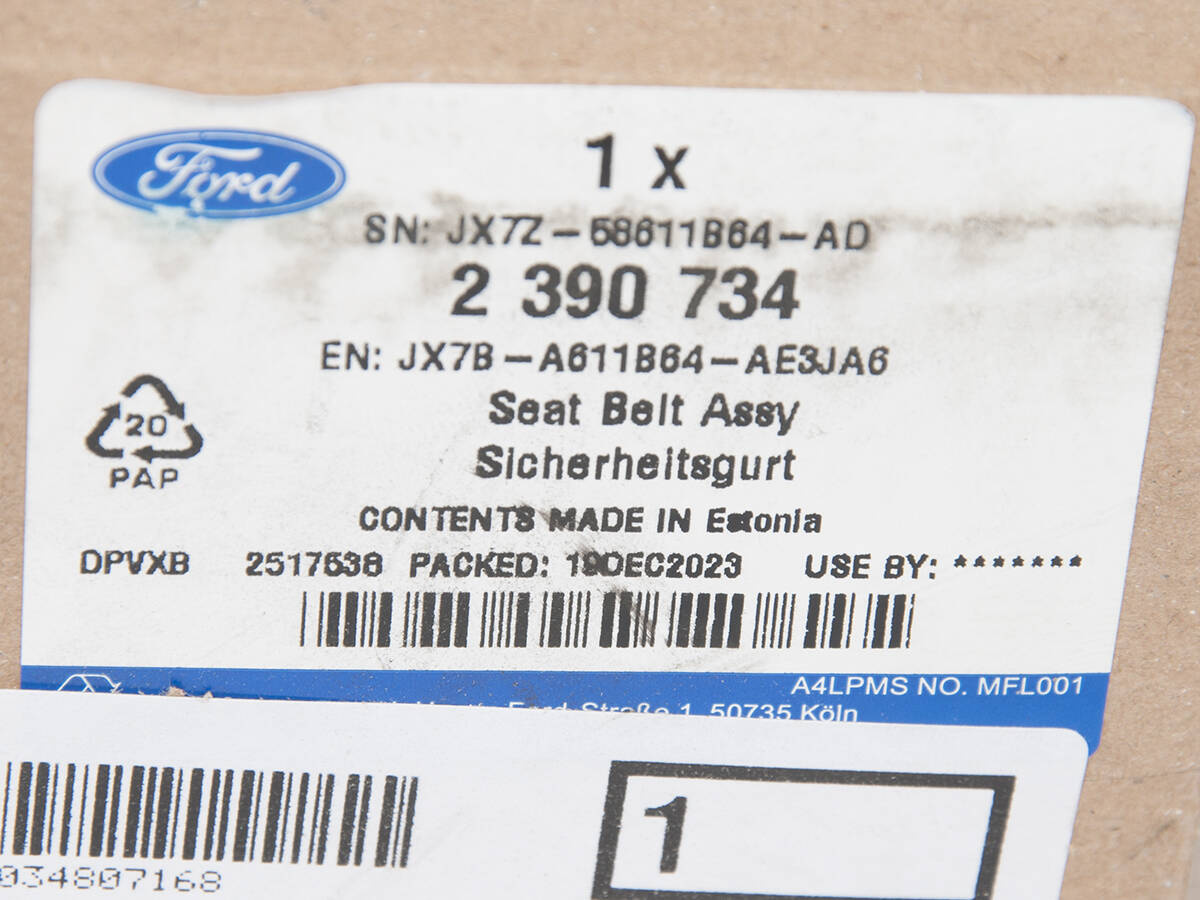 Ford
1 x
SN: JX7Z-58611B64-AD
2 390 734
EN: JX7B-A611B64-AE3JA6
Seat Belt Assy
Sicherheitsgurt
20
PAP
CONTENTS MADE IN Estonia
DPVXB 2517538 PACKED: 19DEC2023 USE BY: *******
A4LPMS NO. MFL001
Ford-Straße 1, 50735 Köln
034807168
1